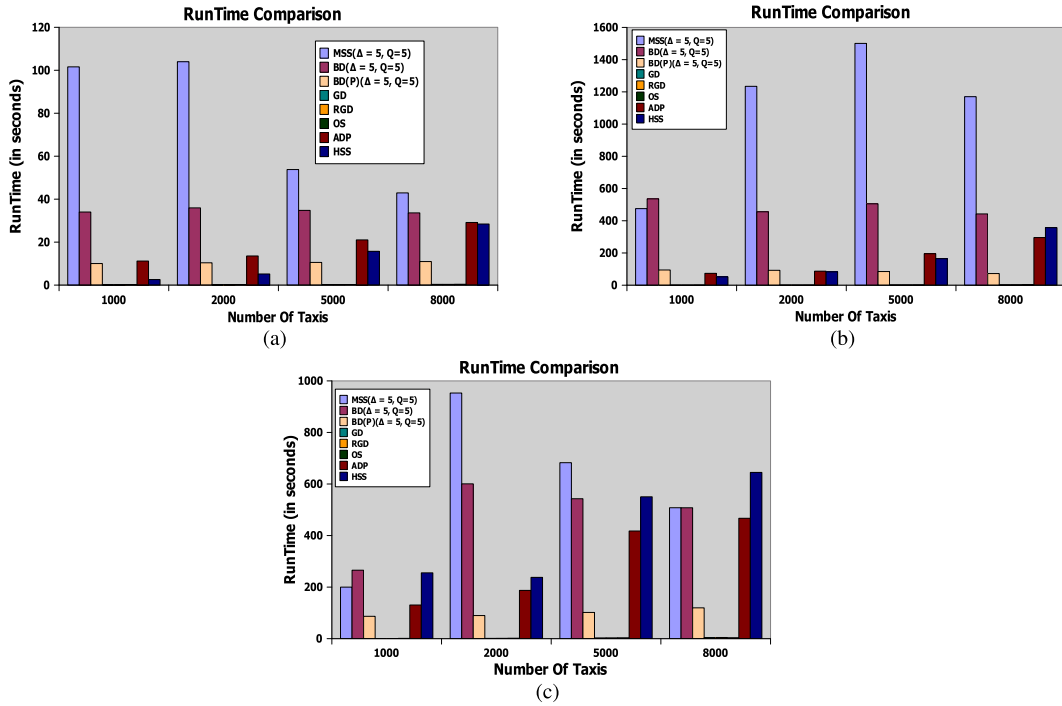 RunTime Comparison
120
100
80
60
40
20
0
RunTime (in seconds)
MSS(Δ = 5, Q=5)
BD(Δ = 5, Q=5)
BD(P)(Δ = 5, Q=5)
GD
RGD
OS
ADP
HSS
1000 2000 5000 8000
Number Of Taxis
(a)
RunTime Comparison
1600
1400
1200
1000
800
600
400
200
0
RunTime (in seconds)
MSS(Δ = 5, Q=5)
BD(Δ = 5, Q=5)
BD(P)(Δ = 5, Q=5)
GD
RGD
OS
ADP
HSS
1000 2000 5000 8000
Number Of Taxis
(b)
RunTime Comparison
1000
800
600
400
200
0
RunTime (in seconds)
MSS(Δ = 5, Q=5)
BD(Δ = 5, Q=5)
BD(P)(Δ = 5, Q=5)
GD
RGD
OS
ADP
HSS
1000 2000 5000 8000
Number Of Taxis
(c)